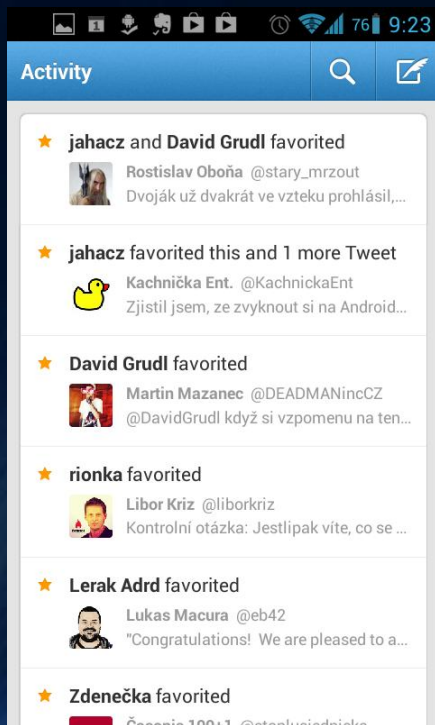 1
76 9:23
Activity
jahacz and David Grudl favorited
Rostislav Oboňa @stary_mrzout
Dvoják už dvakrát ve vzteku prohlásil,...
jahacz favorited this and 1 more Tweet
Kachnička Ent. @KachnickaEnt
Zjistil jsem, ze zvyknout si na Android...
David Grudl favorited
Martin Mazanec @DEADMANincCZ
@DavidGrudl když si vzpomenu na ten...
rionka favorited
Libor Kriz @liborkriz
Kontrolní otázka: Jestlipak víte, co se ...
Lerak Adrd favorited
Lukas Macura @eb42
"Congratulations! We are pleased to a...
Zdenečka favorited